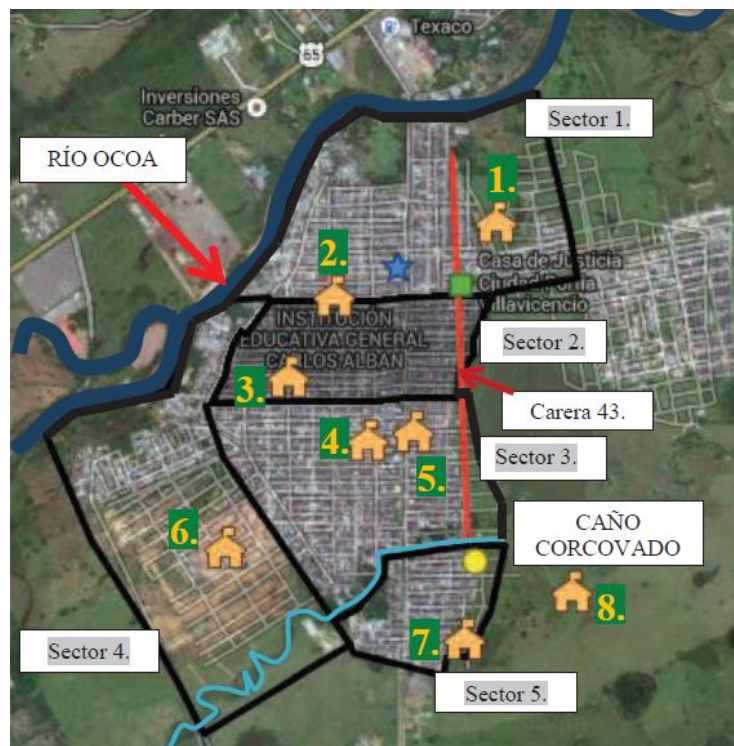 Texaco
65
Inversiones
Carber SAS
Sector 1.
RÍO OCOA
1.
Casa de Justicia
Ciudad Porfia
Villavicencio
2.
INSTITUCIÓN
EDUCATIVA GENERAL
CARLOS ALBAN
Sector 2.
3.
Carera 43.
4.
5.
Sector 3.
6.
CAÑO
CORCOVADO
8.
7.
Sector 4.
Sector 5.